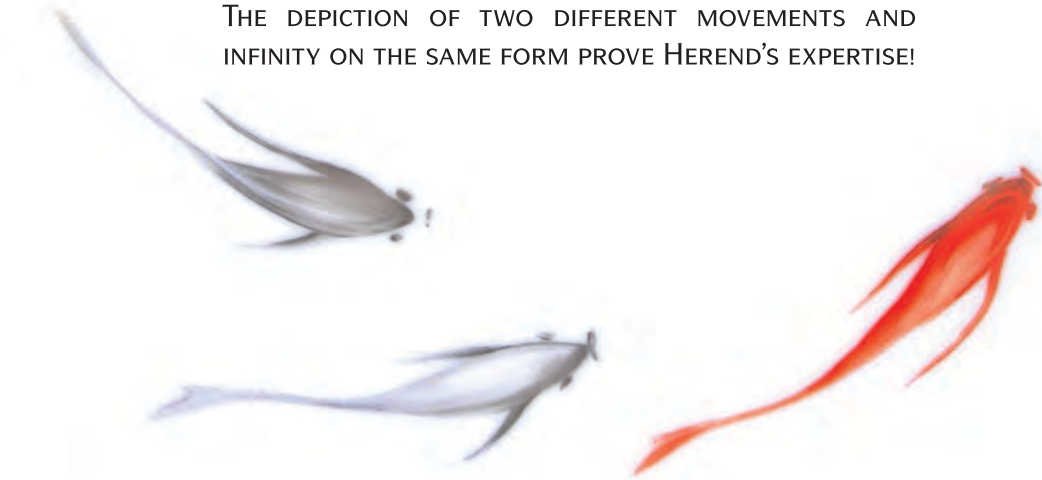 The depiction of two different movements and
infinity on the same form prove Herend’s expertise!